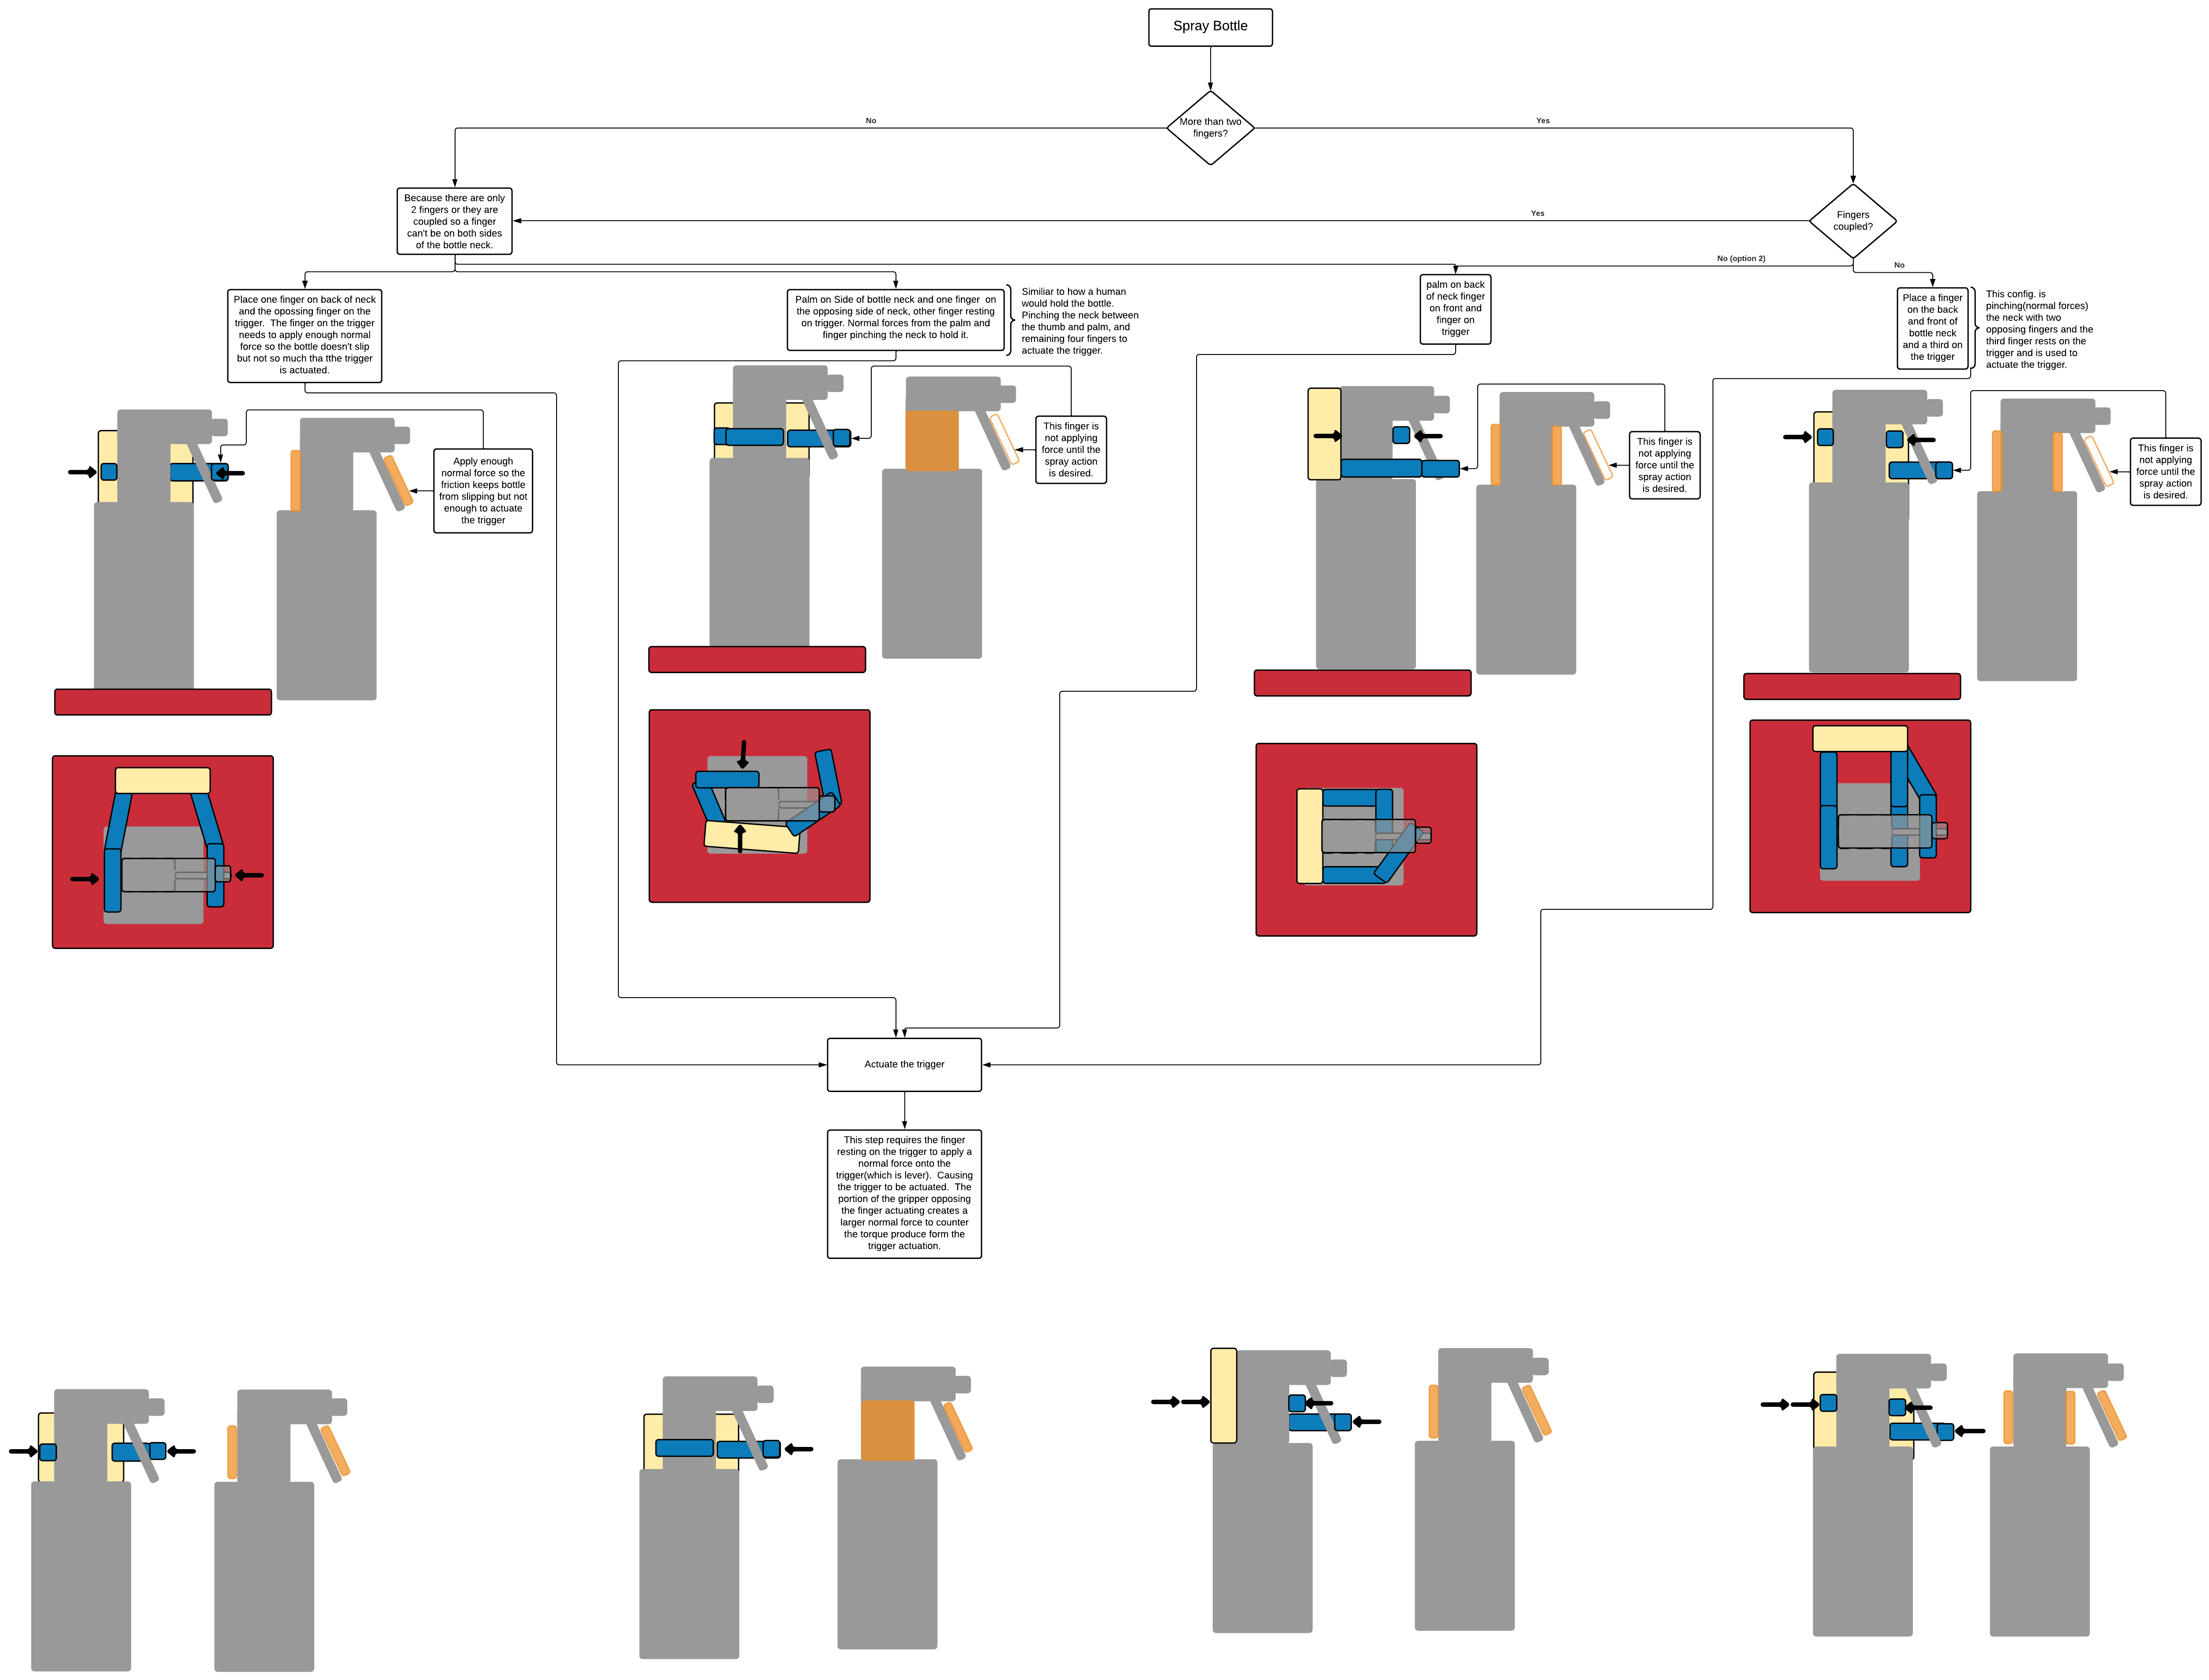 Spray Bottle
More than two
fingers?
No
Yes
Because there are only
2 fingers or they are
coupled so a finger
can't be on both sides
of the bottle neck.
Yes
Fingers
coupled?
No (option 2)
No
Place one finger on back of neck
and the opossing finger on the
trigger. The finger on the trigger
needs to apply enough normal
force so the bottle doesn't slip
but not so much tha tthe trigger
is actuated.
Palm on Side of bottle neck and one finger on
the opposing side of neck, other finger resting
on trigger. Normal forces from the palm and
finger pinching the neck to hold it.
Similiar to how a human
would hold the bottle.
Pinching the neck between
the thumb and palm, and
remaining four fingers to
actuate the trigger.
palm on back
of neck finger
on front and
finger on
trigger
Place a finger
on the back
and front of
bottle neck
and a third on
the trigger
This config. is
pinching(normal forces)
the neck with two
opposing fingers and the
third finger rests on the
trigger and is used to
actuate the trigger.
Apply enough
normal force so the
friction keeps bottle
from slipping but not
enough to actuate
the trigger
This finger is
not applying
force until the
spray action
is desired.
This finger is
not applying
force until the
spray action
is desired.
This finger is
not applying
force until the
spray action
is desired.
Actuate the trigger
This step requires the finger
resting on the trigger to apply a
normal force onto the
trigger(which is lever). Causing
the trigger to be actuated. The
portion of the gripper opposing
the finger actuating creates a
larger normal force to counter
the torque produce form the
trigger actuation.